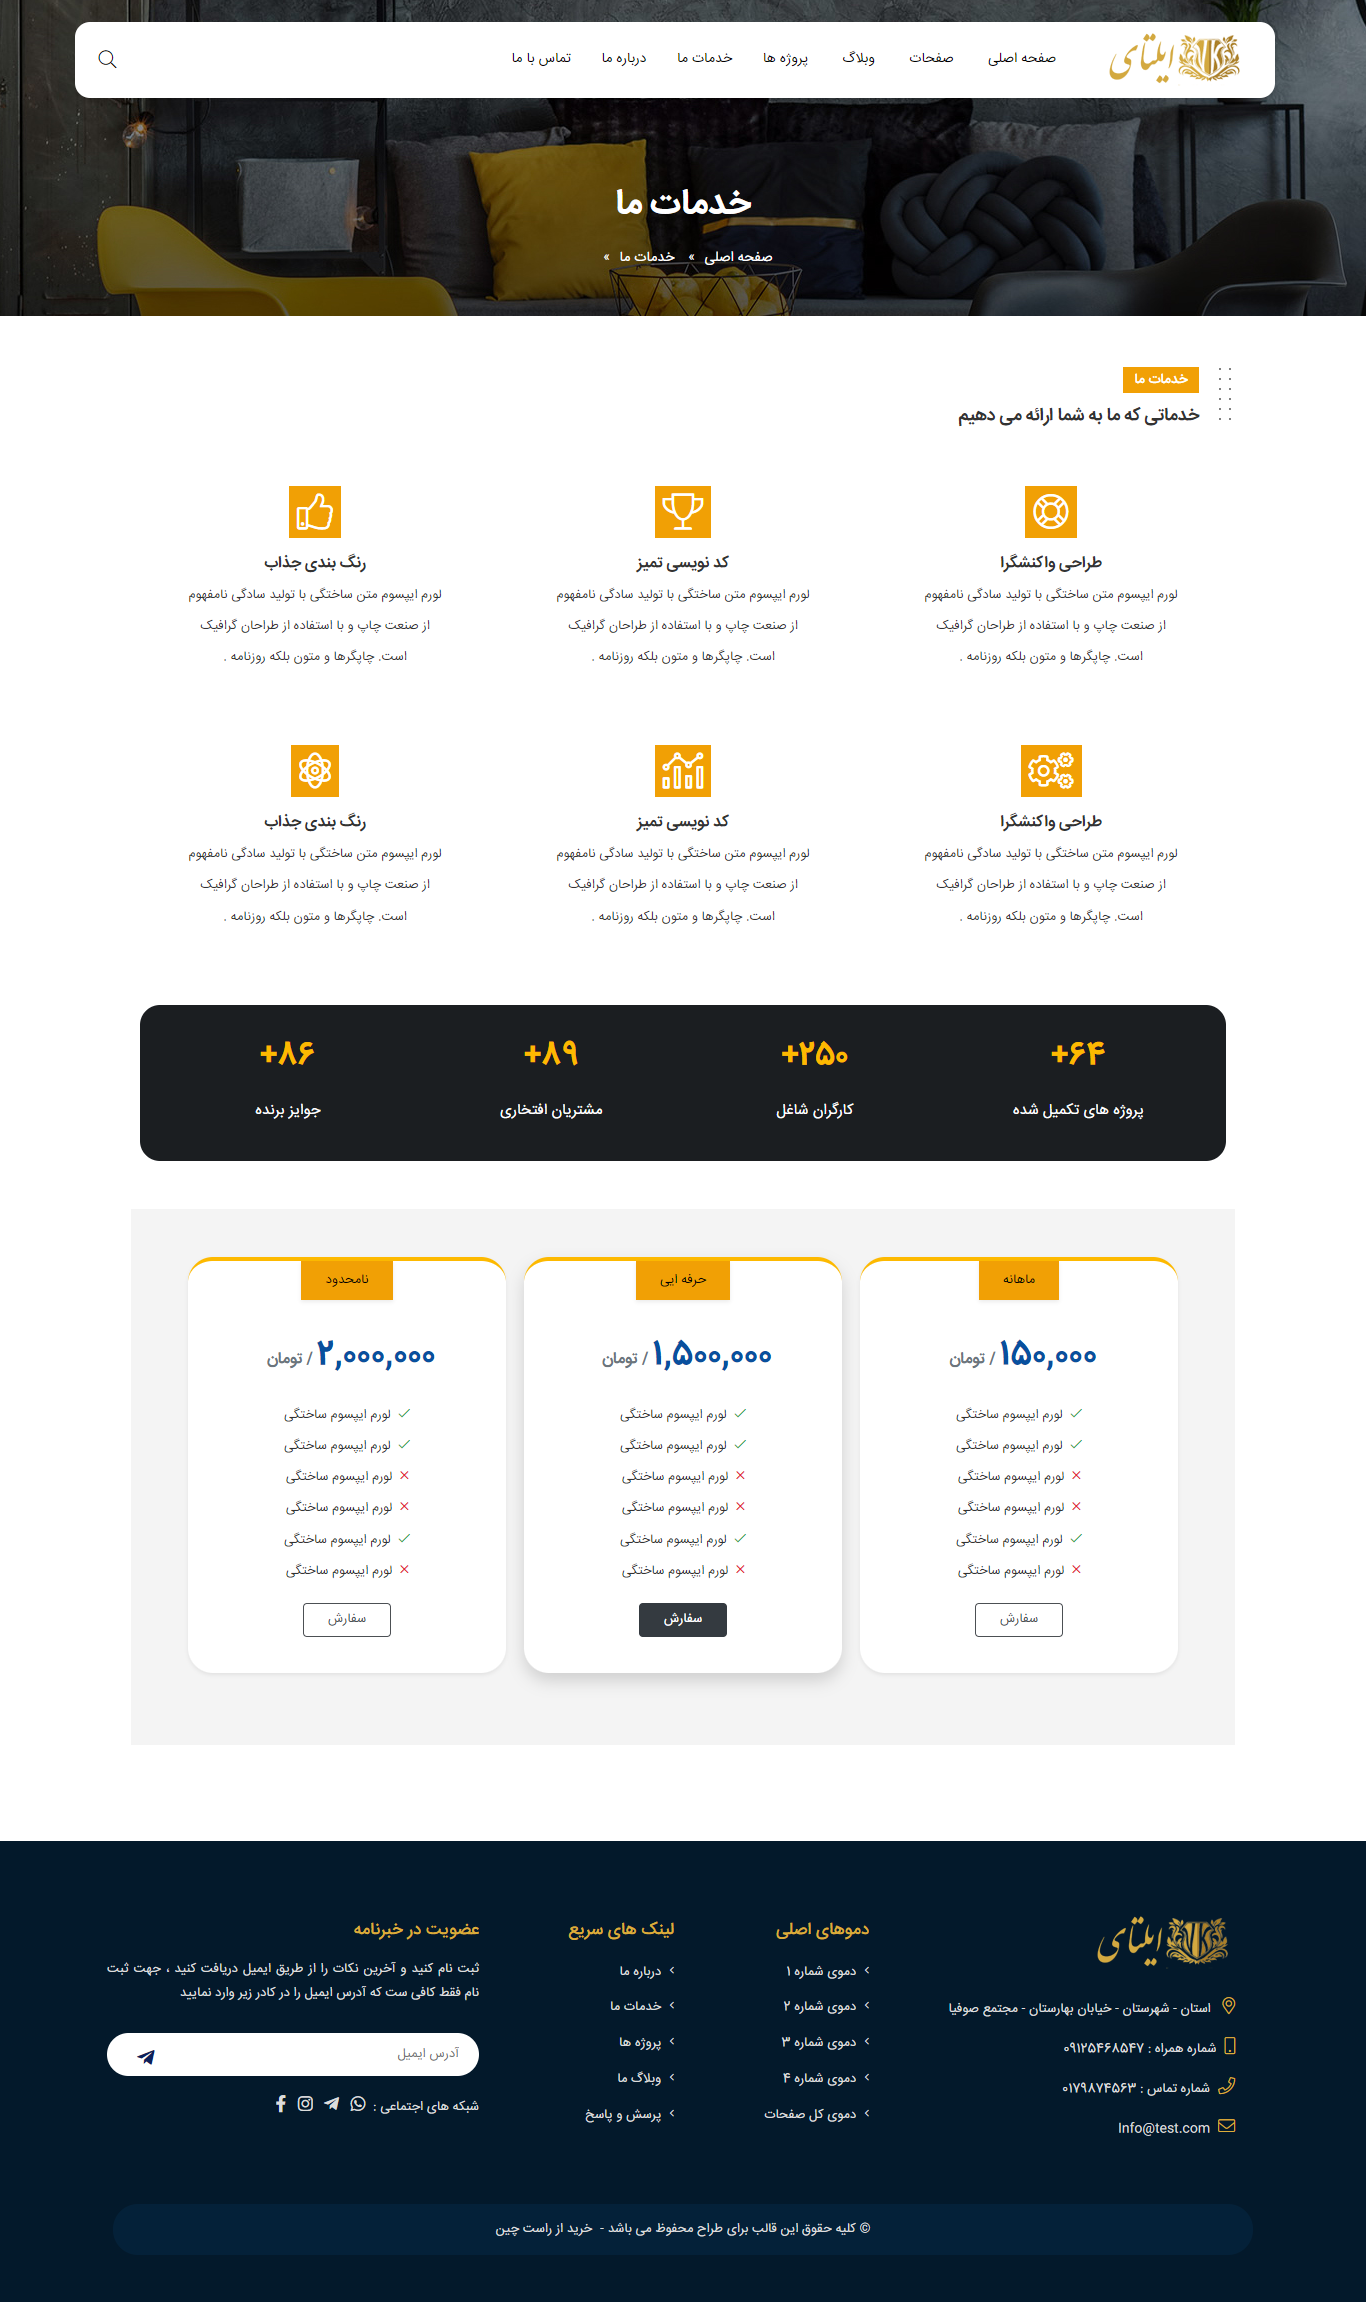 ایلتای
صفحه اصلی
صفحات
وبلاگ
پروژه ها
خدمات ما
درباره ما
تماس با ما
خدمات ما
صفحه اصلی » خدمات ما »
خدمات ما
خدماتی که ما به شما ارائه می دهیم
طراحی واکنشگرا
لورم ایپسوم متن ساختگی با تولید سادگی نامفهوم
از صنعت چاپ و با استفاده از طراحان گرافیک
است. چاپگرها و متون بلکه روزنامه .
کد نویسی تمیز
لورم ایپسوم متن ساختگی با تولید سادگی نامفهوم
از صنعت چاپ و با استفاده از طراحان گرافیک
است. چاپگرها و متون بلکه روزنامه .
رنگ بندی جذاب
لورم ایپسوم متن ساختگی با تولید سادگی نامفهوم
از صنعت چاپ و با استفاده از طراحان گرافیک
است. چاپگرها و متون بلکه روزنامه .
طراحی واکنشگرا
لورم ایپسوم متن ساختگی با تولید سادگی نامفهوم
از صنعت چاپ و با استفاده از طراحان گرافیک
است. چاپگرها و متون بلکه روزنامه .
کد نویسی تمیز
لورم ایپسوم متن ساختگی با تولید سادگی نامفهوم
از صنعت چاپ و با استفاده از طراحان گرافیک
است. چاپگرها و متون بلکه روزنامه .
رنگ بندی جذاب
لورم ایپسوم متن ساختگی با تولید سادگی نامفهوم
از صنعت چاپ و با استفاده از طراحان گرافیک
است. چاپگرها و متون بلکه روزنامه .
۶۴+
پروژه های تکمیل شده
۲۵۰+
کارگران شاغل
۸۹+
مشتریان افتخاری
۸۶+
جوایز برنده
ماهانه
۱۵۰,۰۰۰ / تومان
لورم ایپسوم ساختگی
لورم ایپسوم ساختگی
لورم ایپسوم ساختگی
لورم ایپسوم ساختگی
لورم ایپسوم ساختگی
لورم ایپسوم ساختگی
سفارش
حرفه ایی
۱,۵۰۰,۰۰۰ / تومان
لورم ایپسوم ساختگی
لورم ایپسوم ساختگی
لورم ایپسوم ساختگی
لورم ایپسوم ساختگی
لورم ایپسوم ساختگی
لورم ایپسوم ساختگی
سفارش
نامحدود
۲,۰۰۰,۰۰۰ / تومان
لورم ایپسوم ساختگی
لورم ایپسوم ساختگی
لورم ایپسوم ساختگی
لورم ایپسوم ساختگی
لورم ایپسوم ساختگی
لورم ایپسوم ساختگی
سفارش
ایلتای
استان - شهرستان - خیابان بهارستان - مجتمع صوفیا
شماره همراه : ۰۹۱۲۵۴۶۸۵۴۷
شماره تماس : ۰۱۷۹۸۷۴۵۶۳
Info@test.com
دموهای اصلی
دموی شماره ۱
دموی شماره ۲
دموی شماره ۳
دموی شماره ۴
دموی کل صفحات
لینک های سریع
درباره ما
خدمات ما
پروژه ها
وبلاگ ما
پرسش و پاسخ
عضویت در خبرنامه
ثبت نام کنید و آخرین نکات را از طریق ایمیل دریافت کنید ، جهت ثبت
نام فقط کافی ست که آدرس ایمیل را در کادر زیر وارد نمایید
آدرس ایمیل
شبکه های اجتماعی :
© کلیه حقوق این قالب برای طراح محفوظ می باشد - خرید از راست چین